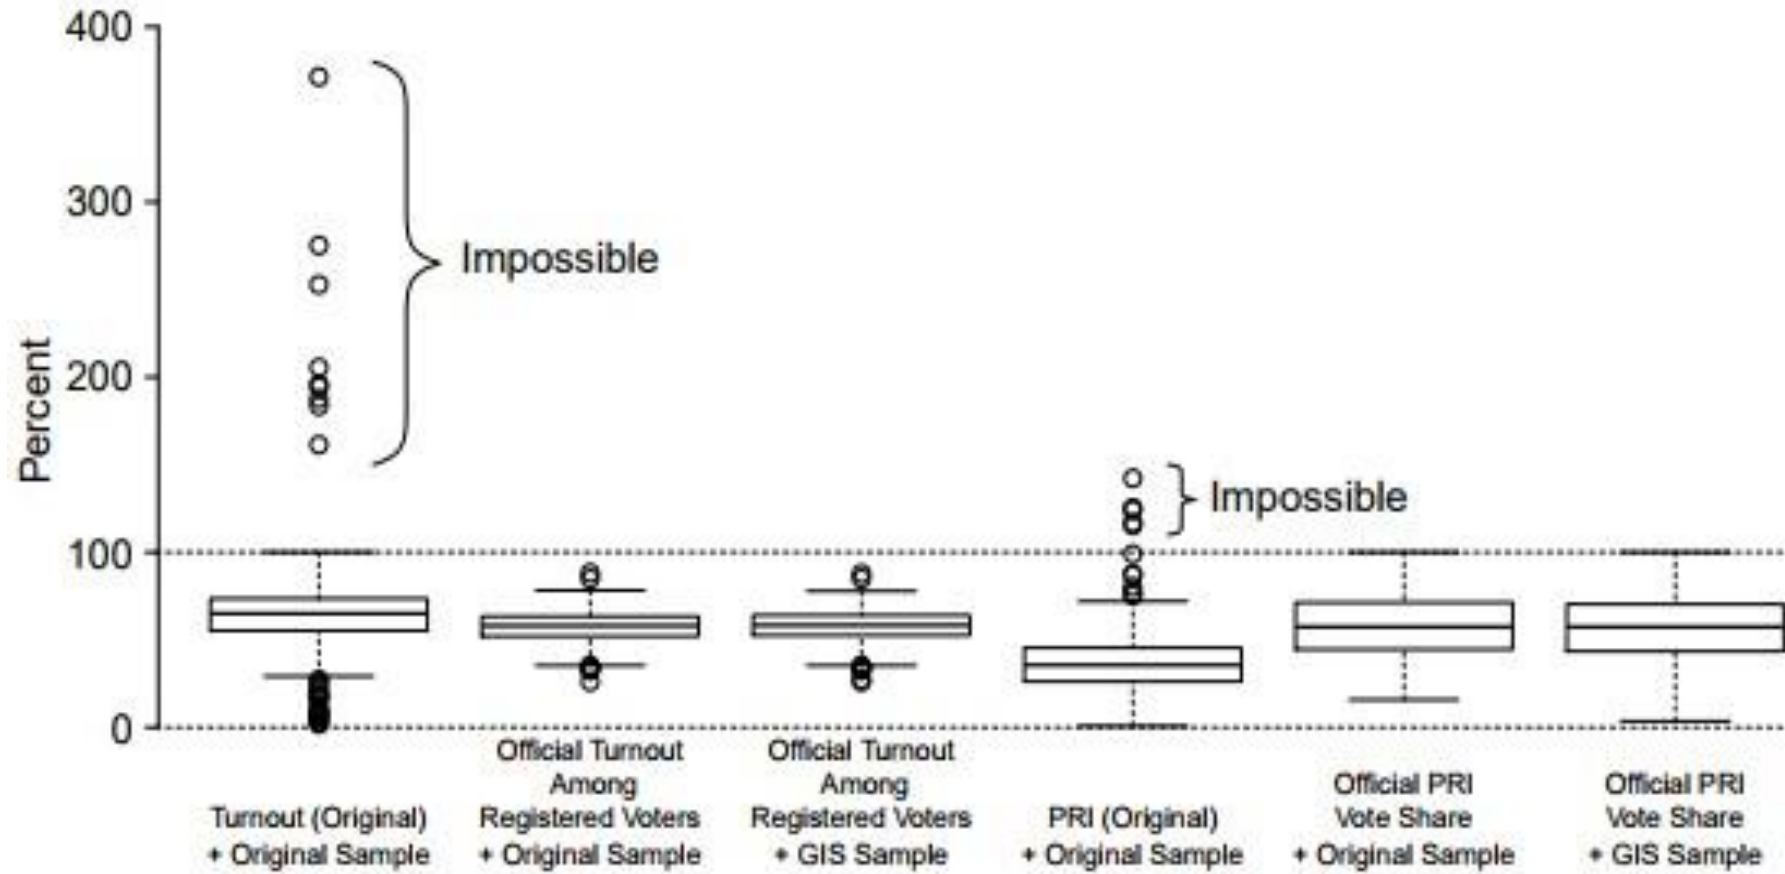 400
300
200
100
0
Percent
Impossible
Impossible
Turnout (Original)
+ Original Sample
Official Turnout
Among
Registered Voters
+ Original Sample
Official Turnout
Among
Registered Voters
+ GIS Sample
PRI (Original)
+ Original Sample
Official PRI
Vote Share
+ Original Sample
Official PRI
Vote Share
+ GIS Sample